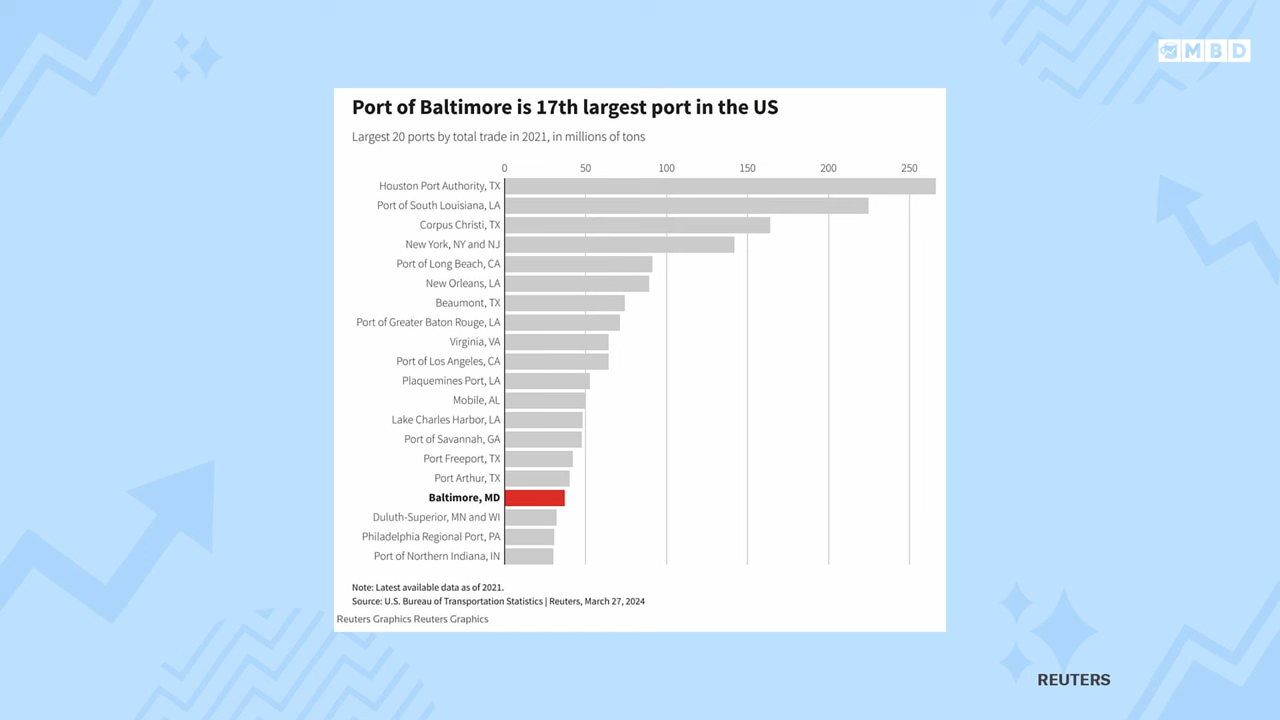 MBD
Port of Baltimore is 17th largest port in the US
Largest 20 ports by total trade in 2021, in millions of tons
0 50 100 150 200 250
Houston Port Authority, TX
Port of South Louisiana, LA
Corpus Christi, TX
New York, NY and NJ
Port of Long Beach, CA
New Orleans, LA
Beaumont, TX
Port of Greater Baton Rouge, LA
Virginia, VA
Port of Los Angeles, CA
Plaquemines Port, LA
Mobile, AL
Lake Charles Harbor, LA
Port of Savannah, GA
Port Freeport, TX
Port Arthur, TX
Baltimore, MD
Duluth-Superior, MN and WI
Philadelphia Regional Port, PA
Port of Northern Indiana, IN
Note: Latest available data as of 2021.
Source: U.S. Bureau of Transportation Statistics | Reuters, March 27, 2024
Reuters Graphics Reuters Graphics
REUTERS